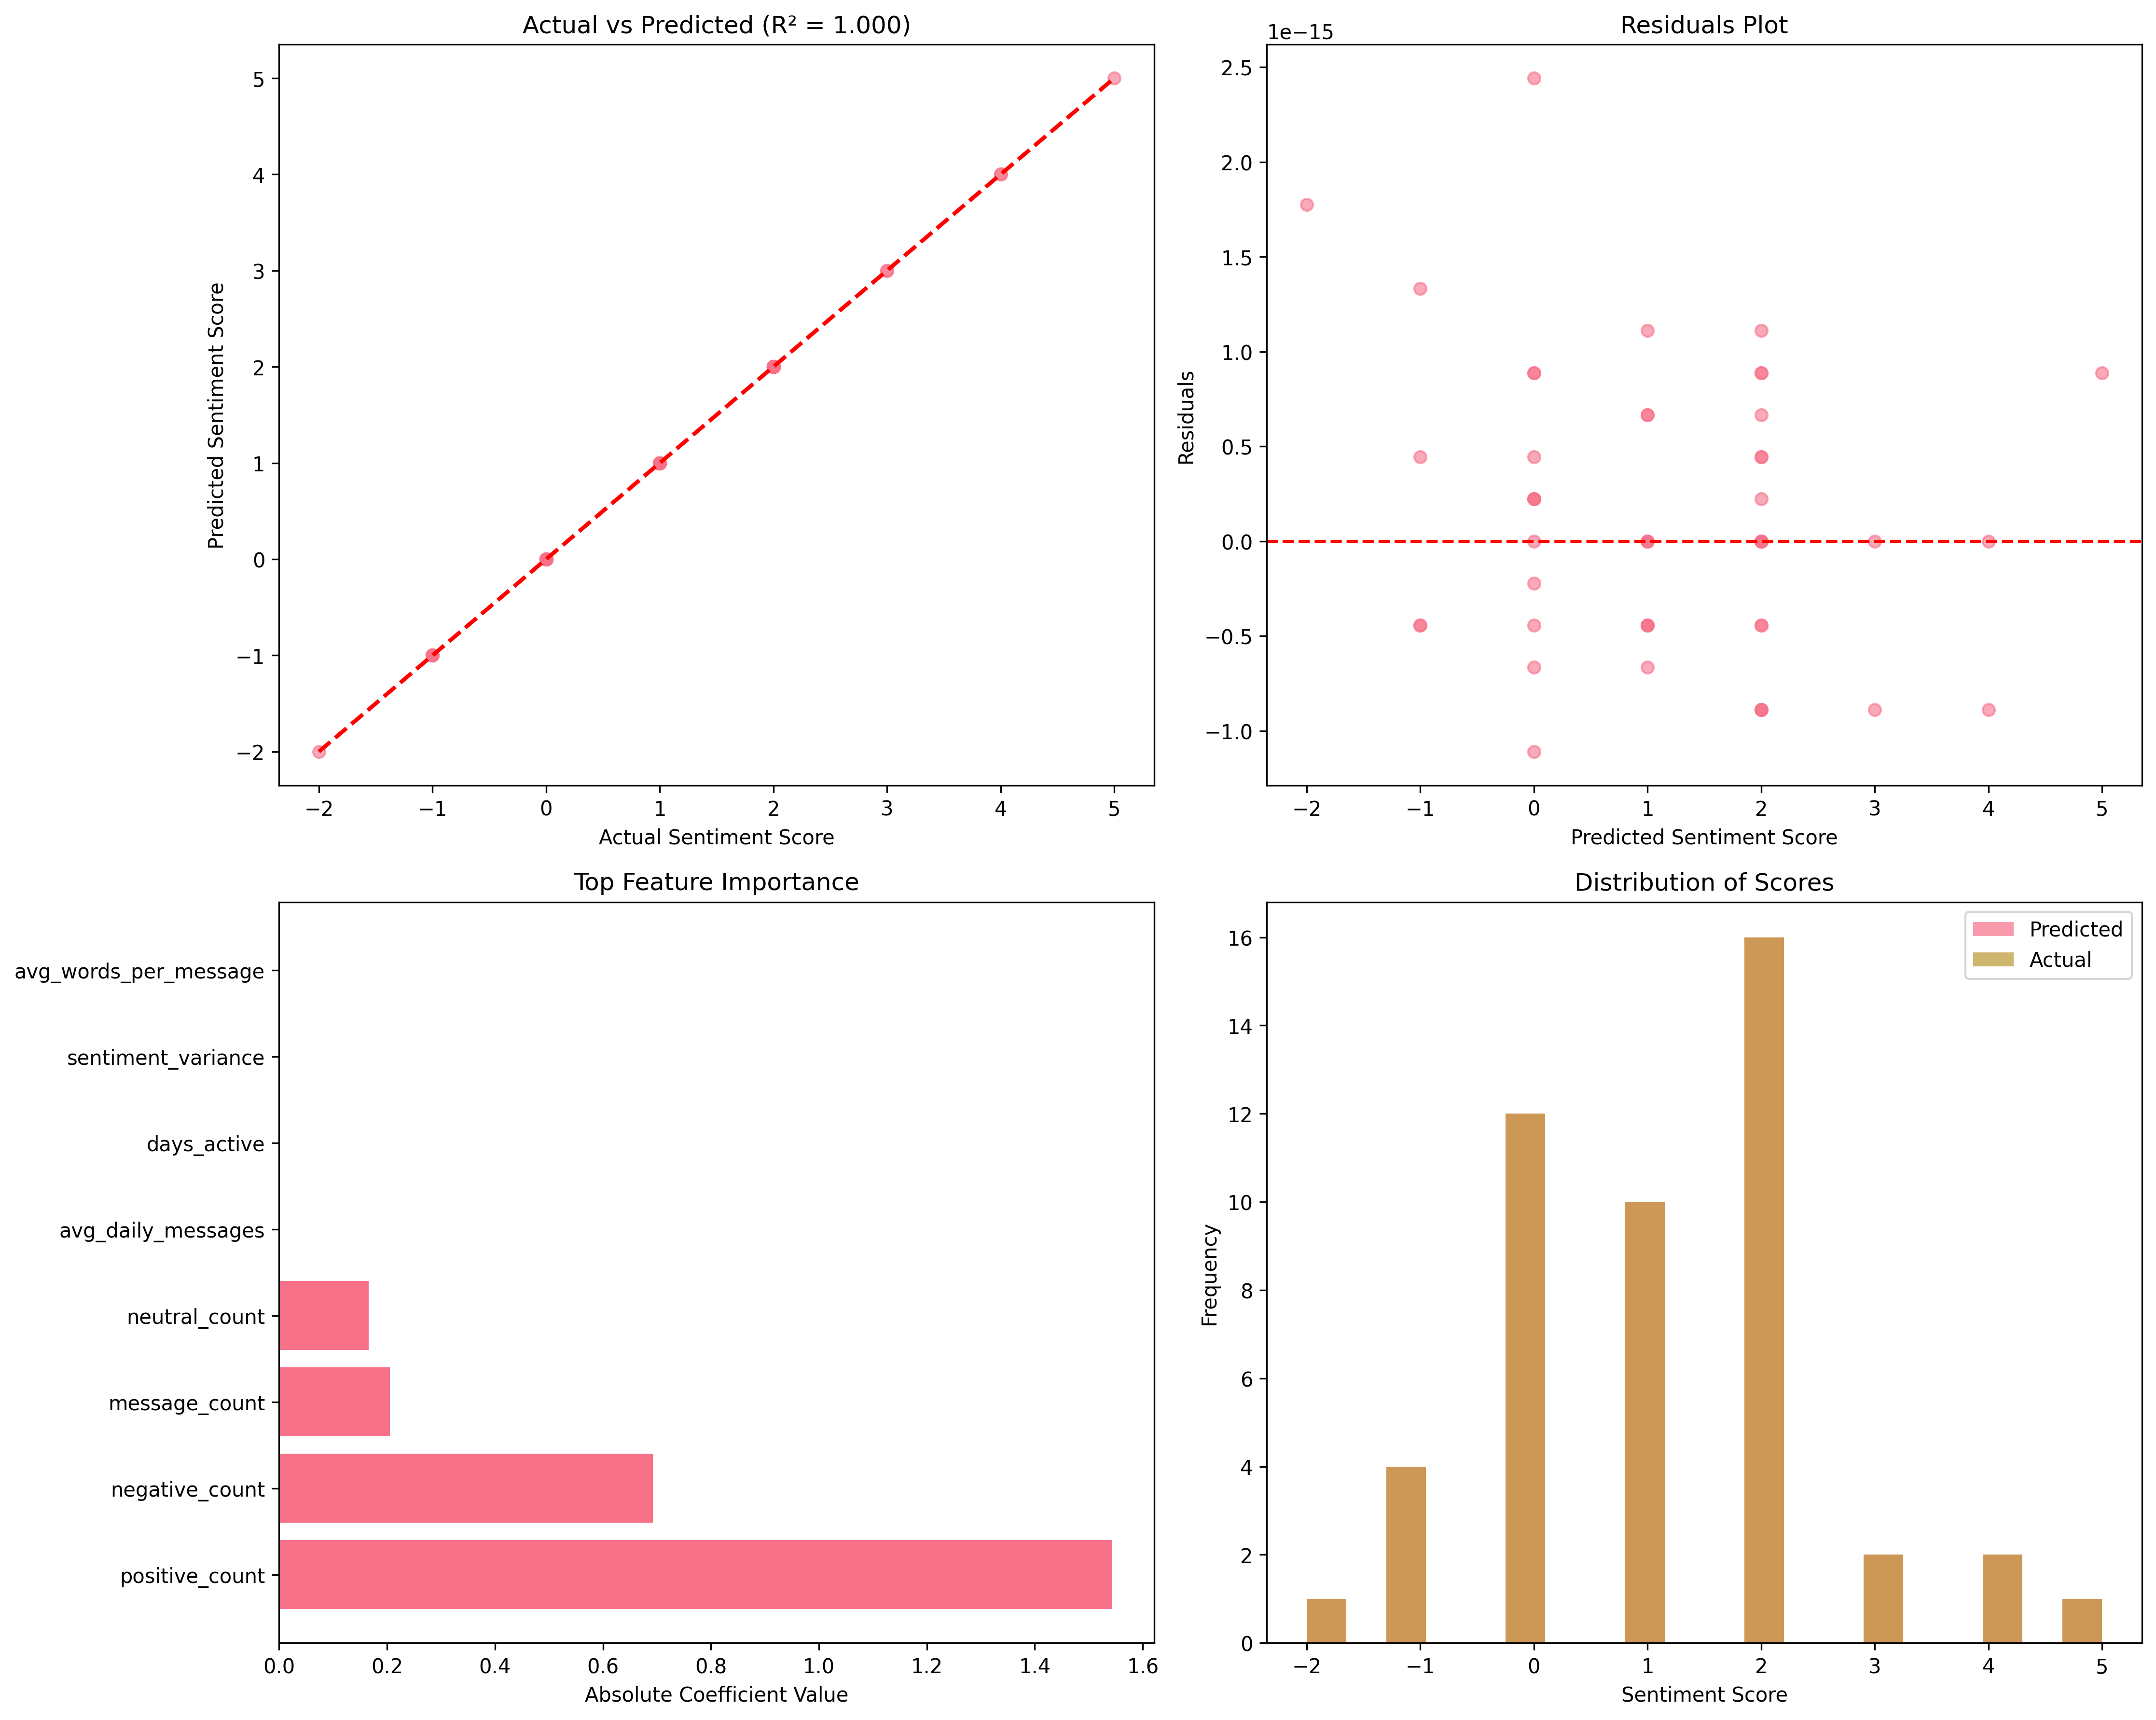 Actual vs Predicted (R² = 1.000)
5
4
3
2
1
0
−1
−2
Predicted Sentiment Score
−2 −1 0 1 2 3 4 5
Actual Sentiment Score
Residuals Plot
1e−15
2.5
2.0
1.5
1.0
0.5
0.0
−0.5
−1.0
Residuals
−2 −1 0 1 2 3 4 5
Predicted Sentiment Score
Top Feature Importance
avg_words_per_message
sentiment_variance
days_active
avg_daily_messages
neutral_count
message_count
negative_count
positive_count
0.0 0.2 0.4 0.6 0.8 1.0 1.2 1.4 1.6
Absolute Coefficient Value
Distribution of Scores
Predicted
Actual
16
14
12
10
8
6
4
2
0
Frequency
−2 −1 0 1 2 3 4 5
Sentiment Score